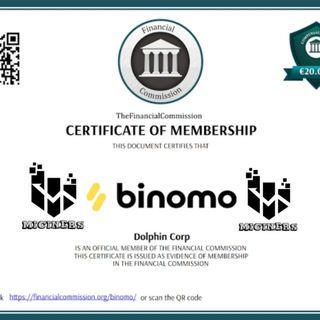 Financial
Commission
€20.0
TheFinancialCommission
CERTIFICATE OF MEMBERSHIP
THIS DOCUMENT CERTIFIES THAT
MICINERS
binomo
MICINERS
Dolphin Corp
IS AN OFFICIAL MEMBER OF THE FINANCIAL COMMISSION
THIS CERTIFICATE IS ISSUED AS EVIDENCE OF MEMBERSHIP
IN THE FINANCIAL COMMISSION
k https://financialcommission.org/binomo/ or scan the QR code